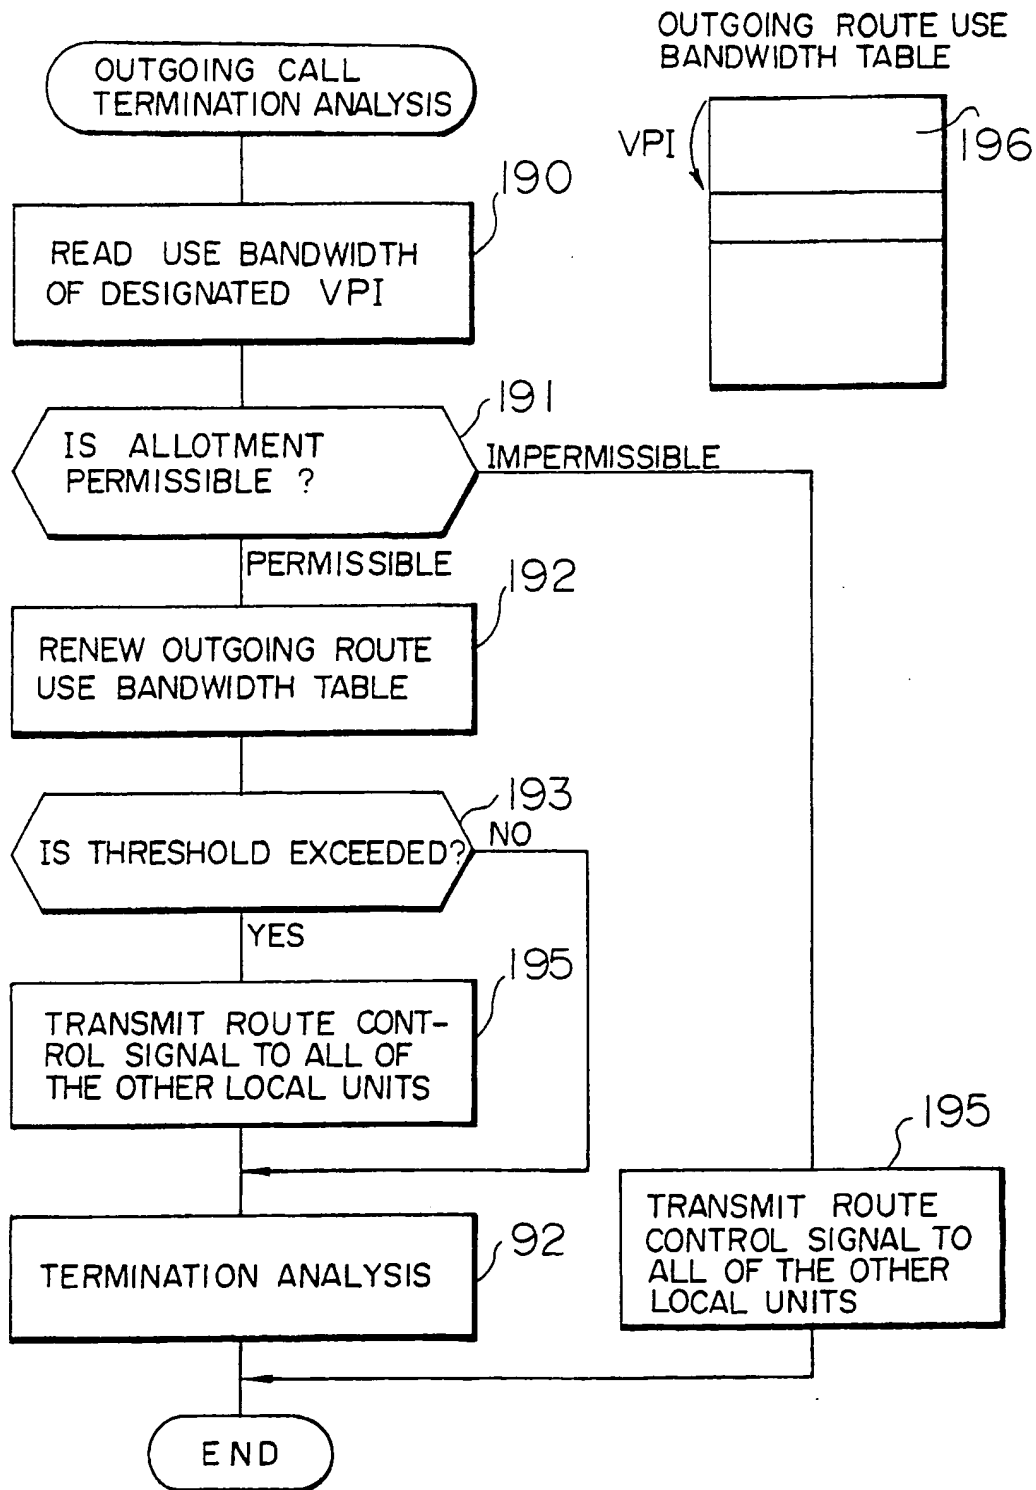 OUTGOING CALL
TERMINATION ANALYSIS
OUTGOING ROUTE USE
BANDWIDTH TABLE
VPI
196
190
READ USE BANDWIDTH
OF DESIGNATED VPI
191
IS ALLOTMENT
PERMISSIBLE ?
IMPERMISSIBLE
PERMISSIBLE
192
RENEW OUTGOING ROUTE
USE BANDWIDTH TABLE
193
IS THRESHOLD EXCEEDED?
NO
YES
195
TRANSMIT ROUTE CONT-
ROL SIGNAL TO ALL OF
THE OTHER LOCAL UNITS
195
TRANSMIT ROUTE
CONTROL SIGNAL TO
ALL OF THE OTHER
LOCAL UNITS
92
TERMINATION ANALYSIS
END